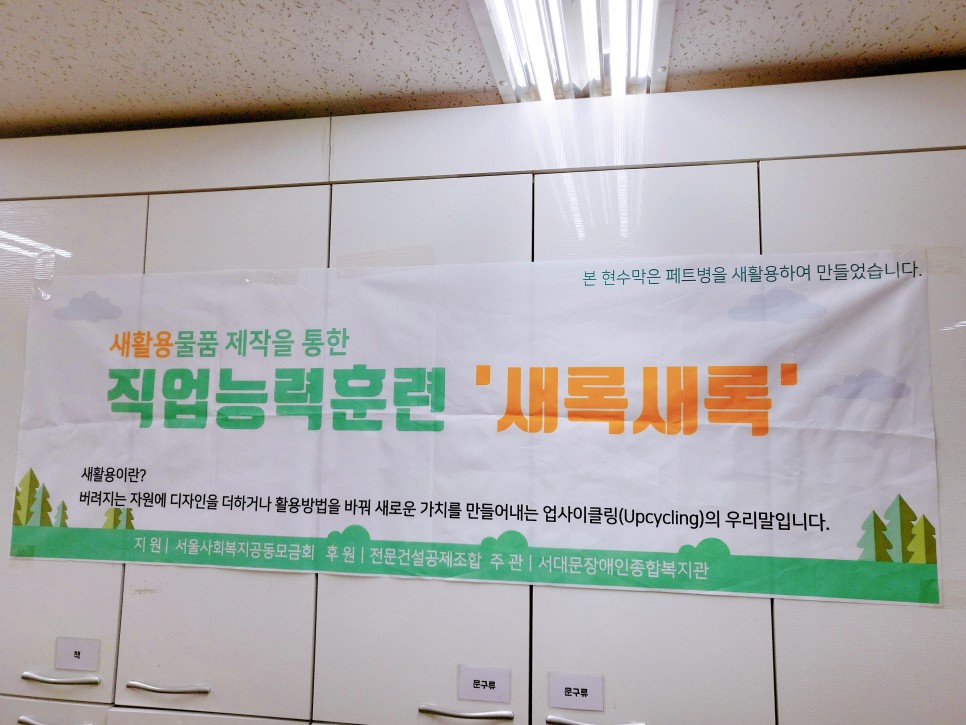 본 현수막은 페트병을 새활용하여 만들었습니다.
새활용물품 제작을 통한
직업능력훈련 '새록새록'
새활용이란?
버려지는 자원에 디자인을 더하거나 활용방법을 바꿔 새로운 가치를 만들어내는 업사이클링(Upcycling)의 우리말입니다.
지원 | 서울사회복지공동모금회 후원 | 전문건설공제조합 주관 | 서대문장애인종합복지관
책
문구류
문구류